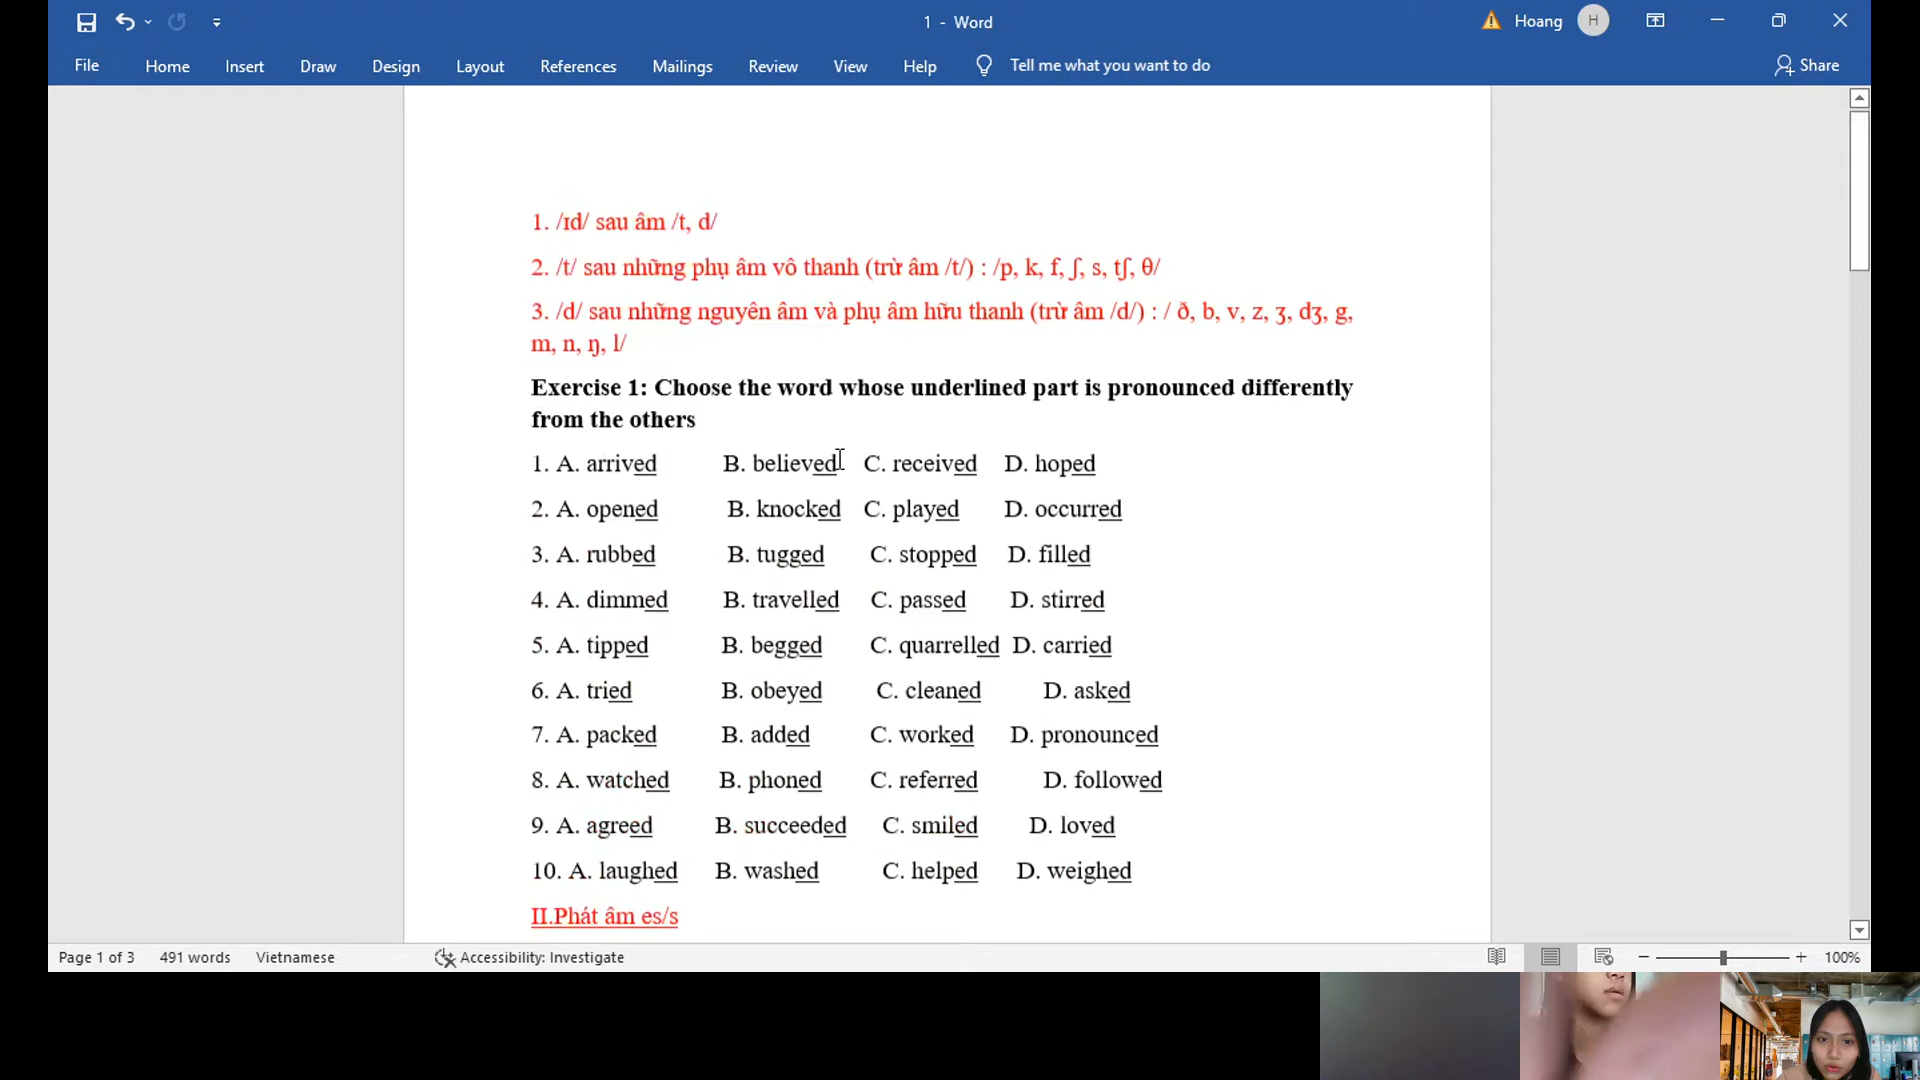 1 - Word
Hoang
H
File Home Insert Draw Design Layout References Mailings Review View Help Tell me what you want to do Share
1. /ɪd/ sau âm /t, d/
2. /t/ sau những phụ âm vô thanh (trừ âm /t/) : /p, k, f, ʃ, s, tʃ, θ/
3. /d/ sau những nguyên âm và phụ âm hữu thanh (trừ âm /d/) : / ð, b, v, z, ʒ, dʒ, g,
m, n, ŋ, l/
Exercise 1: Choose the word whose underlined part is pronounced differently
from the others
1. A. arrived B. believed C. received D. hoped
2. A. opened B. knocked C. played D. occurred
3. A. rubbed B. tugged C. stopped D. filled
4. A. dimmed B. travelled C. passed D. stirred
5. A. tipped B. begged C. quarrelled D. carried
6. A. tried B. obeyed C. cleaned D. asked
7. A. packed B. added C. worked D. pronounced
8. A. watched B. phoned C. referred D. followed
9. A. agreed B. succeeded C. smiled D. loved
10. A. laughed B. washed C. helped D. weighed
II.Phát âm es/s
Page 1 of 3 491 words Vietnamese Accessibility: Investigate 100%